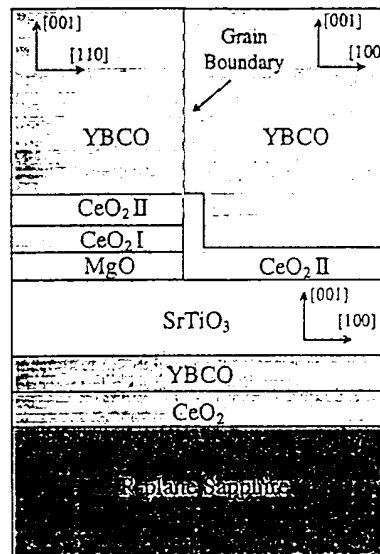 [001]
[110]
Grain
Boundary
[001]
[100
YBCO
YBCO
CeO₂ II
CeO₂ I
MgO
CeO₂ II
[001]
SrTiO₃
[100]
YBCO
CeO₂
R-plane Sapphire